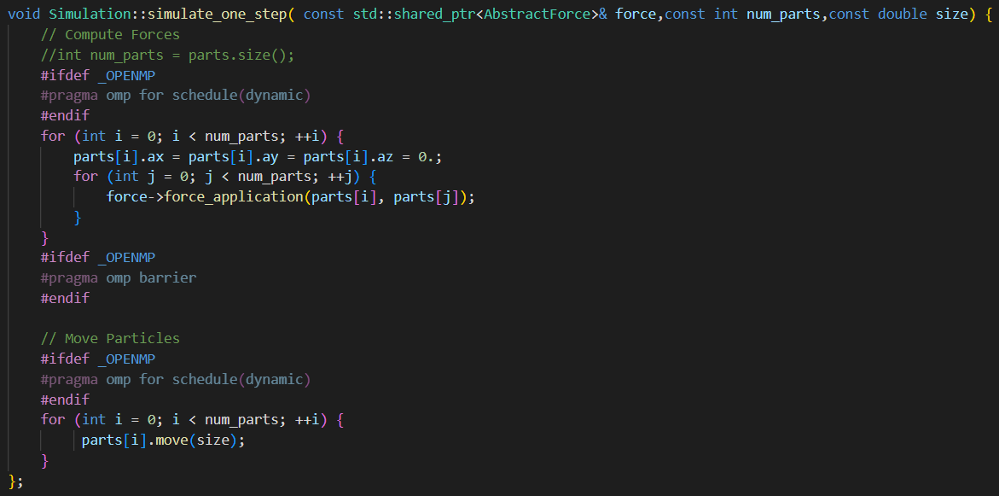 void Simulation::simulate_one_step( const std::shared_ptr<AbstractForce>& force,const int num_parts,const double size) {
    // Compute Forces
    //int num_parts = parts.size();
    #ifdef _OPENMP
    #pragma omp for schedule(dynamic)
    #endif
    for (int i = 0; i < num_parts; ++i) {
        parts[i].ax = parts[i].ay = parts[i].az = 0.;
        for (int j = 0; j < num_parts; ++j) {
            force->force_application(parts[i], parts[j]);
        }
    }
    #ifdef _OPENMP
    #pragma omp barrier
    #endif

    // Move Particles
    #ifdef _OPENMP
    #pragma omp for schedule(dynamic)
    #endif
    for (int i = 0; i < num_parts; ++i) {
         parts[i].move(size);
    }
};